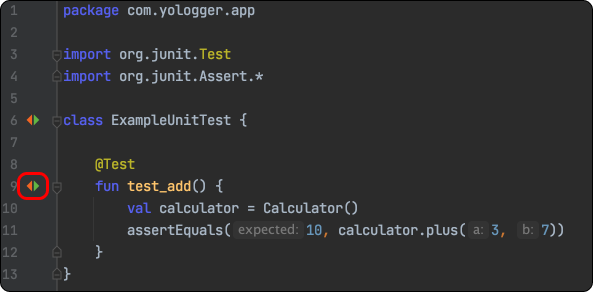 1 package com.yologger.app
2
3 import org.junit.Test
4 import org.junit.Assert.*
5
6 class ExampleUnitTest {
7
8 @Test
9 fun test_add() {
10 val calculator = Calculator()
11 assertEquals( expected: 10, calculator.plus( a: 3, b: 7))
12 }
13 }